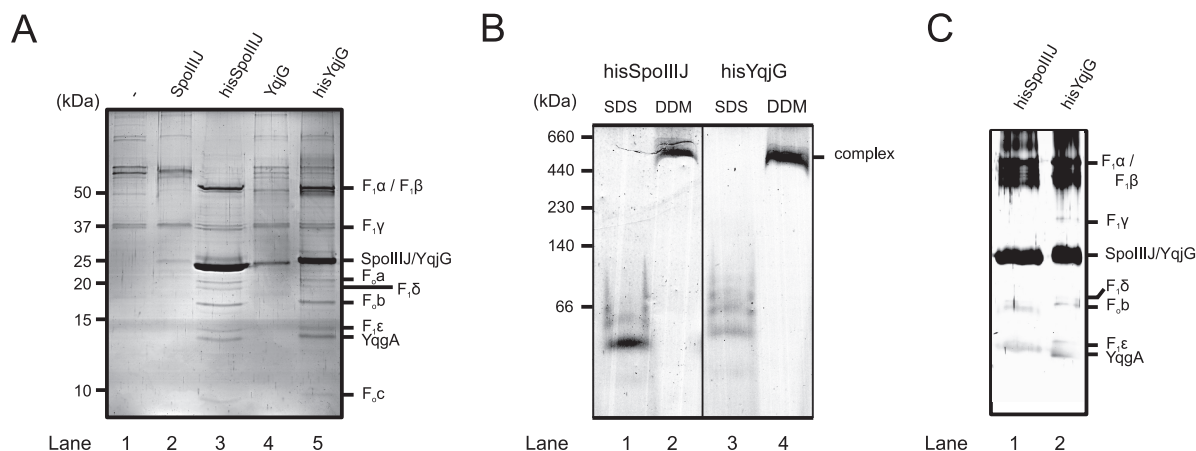 A
(kDa)
-
SpoIIIJ
hisSpoIIIJ
YqjG
hisYqjG
50
37
25
20
15
10
F₁α / F₁β
F₁γ
SpoIIIJ/YqjG
Fₒa
F₁δ
Fₒb
F₁ε
YqgA
Fₒc
Lane 1 2 3 4 5
B
hisSpoIIIJ hisYqjG
(kDa) SDS DDM SDS DDM
660
440
230
140
66
complex
Lane 1 2 3 4
C
hisSpoIIIJ
hisYqjG
F₁α /
F₁β
F₁γ
SpoIIIJ/YqjG
F₁δ
Fₒb
F₁ε
YqgA
Lane 1 2